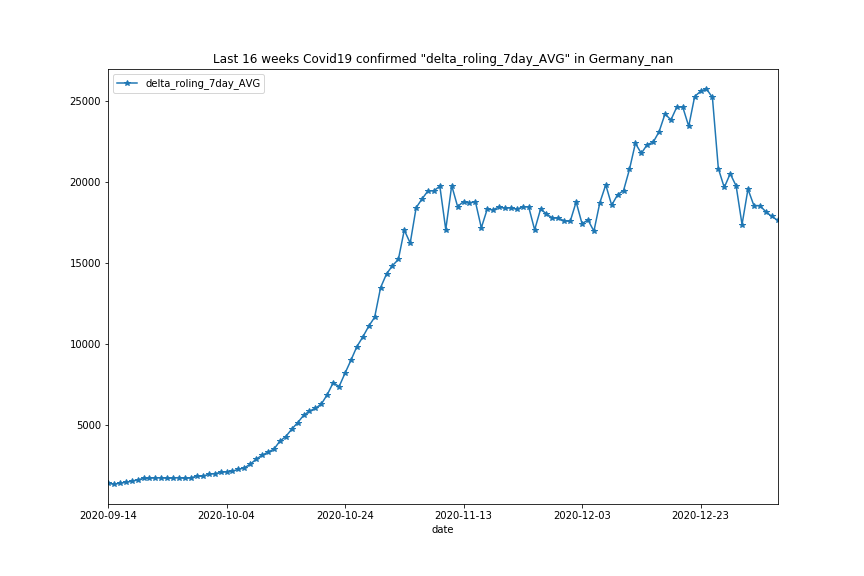 Last 16 weeks Covid19 confirmed "delta_roling_7day_AVG" in Germany_nan
delta_roling_7day_AVG
25000
20000
15000
10000
5000
2020-09-14 2020-10-04 2020-10-24 2020-11-13 2020-12-03 2020-12-23
date